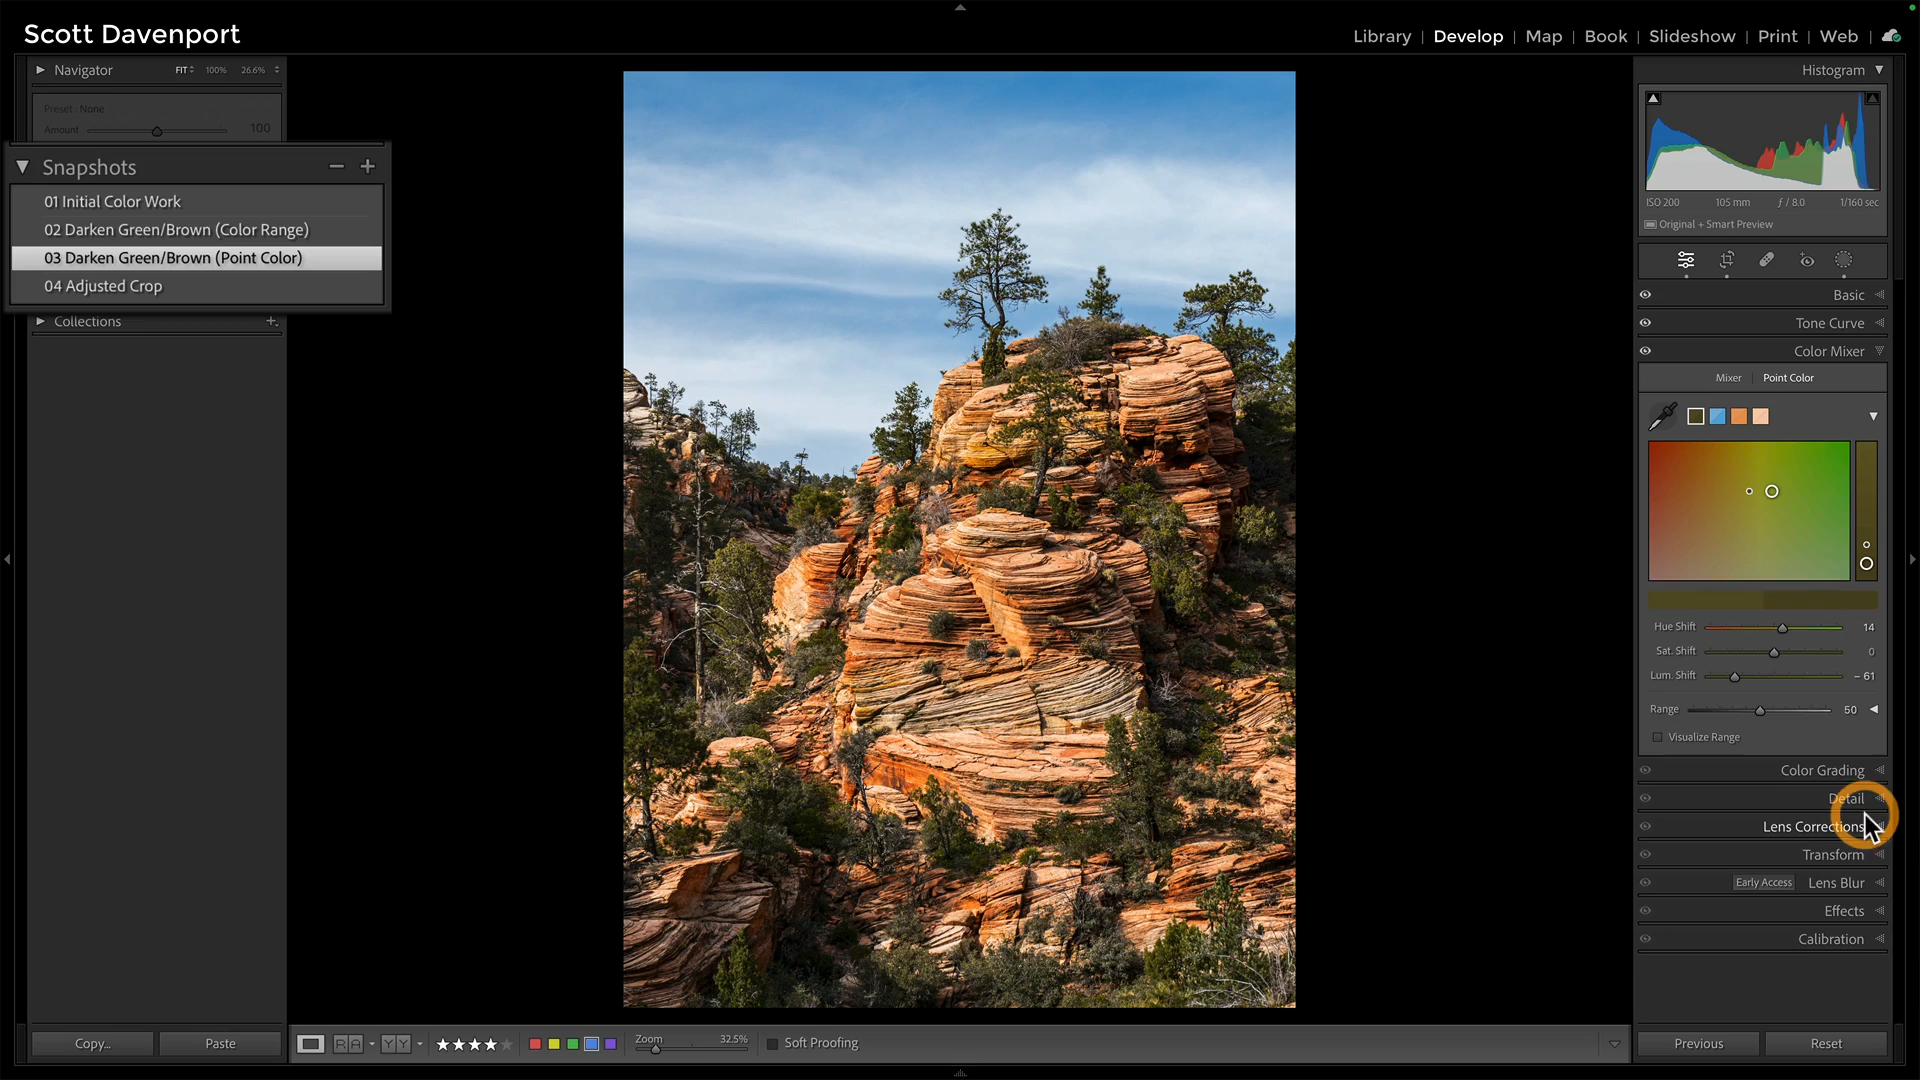 Scott Davenport
Library | Develop | Map | Book | Slideshow | Print | Web |
Navigator FIT 100% 26.6%
Preset : None
Amount 100
Snapshots − +
01 Initial Color Work
02 Darken Green/Brown (Color Range)
03 Darken Green/Brown (Point Color)
04 Adjusted Crop
Collections +
Histogram
ISO 200 105 mm ƒ / 8.0 1/160 sec
Original + Smart Preview
Basic
Tone Curve
Color Mixer
Mixer | Point Color
Hue Shift 14
Sat. Shift 0
Lum. Shift – 61
Range 50
Visualize Range
Color Grading
Detail
Lens Corrections
Transform
Early Access Lens Blur
Effects
Calibration
Copy... Paste
R A Y Y Zoom 32.5% Soft Proofing
Previous Reset